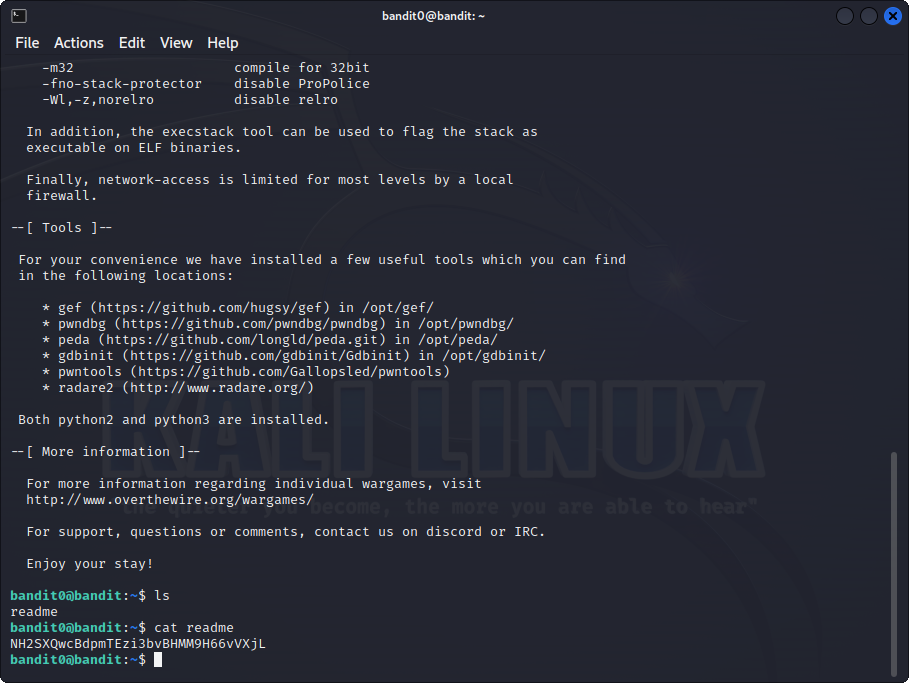 bandit0@bandit: ~
File Actions Edit View Help
-m32 compile for 32bit
-fno-stack-protector disable ProPolice
-Wl,-z,norelro disable relro
In addition, the execstack tool can be used to flag the stack as
executable on ELF binaries.
Finally, network-access is limited for most levels by a local
firewall.
--[ Tools ]--
For your convenience we have installed a few useful tools which you can find
in the following locations:
* gef (https://github.com/hugsy/gef) in /opt/gef/
* pwndbg (https://github.com/pwndbg/pwndbg) in /opt/pwndbg/
* peda (https://github.com/longld/peda.git) in /opt/peda/
* gdbinit (https://github.com/gdbinit/Gdbinit) in /opt/gdbinit/
* pwntools (https://github.com/Gallopsled/pwntools)
* radare2 (http://www.radare.org/)
Both python2 and python3 are installed.
KALI LINUX
--[ More information ]--
For more information regarding individual wargames, visit
http://www.overthewire.org/wargames/
"the quieter you become, the more you are able to hear"
For support, questions or comments, contact us on discord or IRC.
Enjoy your stay!
bandit0@bandit:~$ ls
readme
bandit0@bandit:~$ cat readme
NH2SXQwcBdpmTEzi3bvBHMM9H66vVXjL
bandit0@bandit:~$